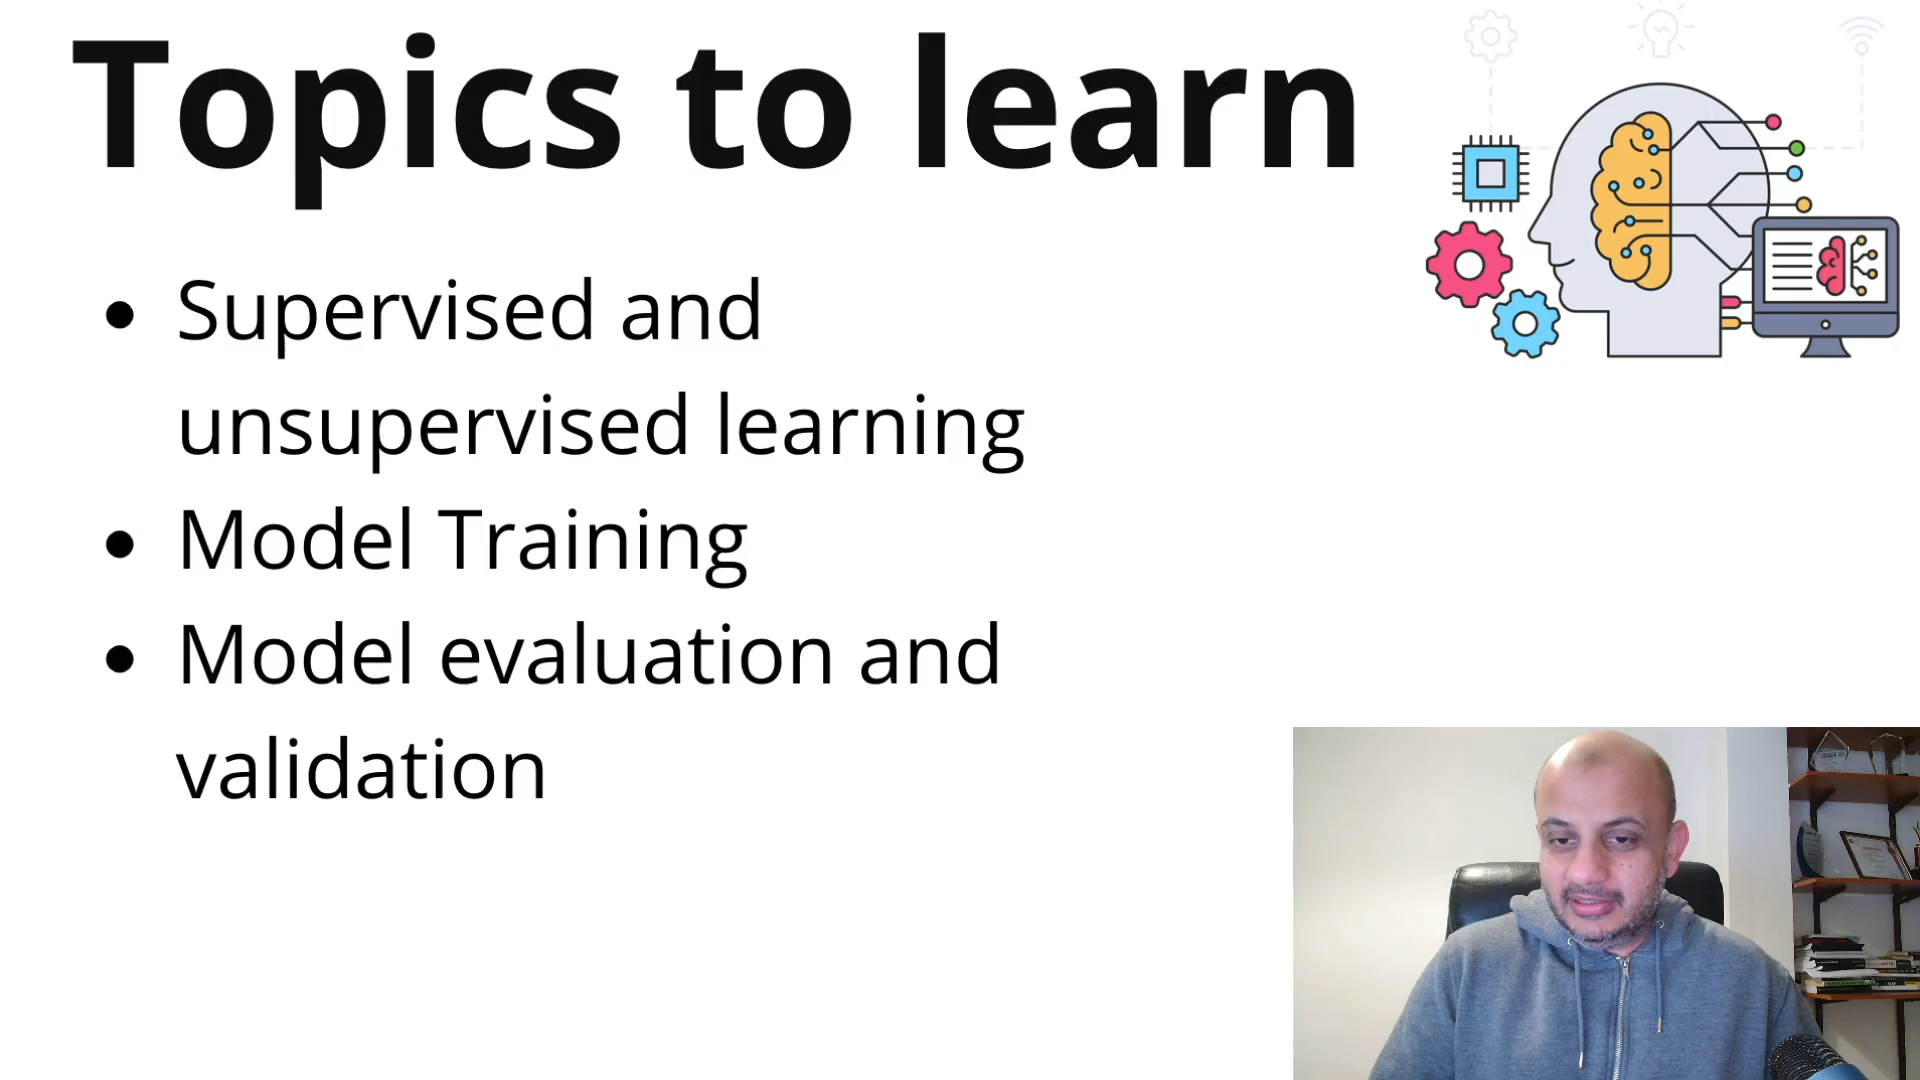 Topics to learn
• Supervised and
unsupervised learning
• Model Training
• Model evaluation and
validation